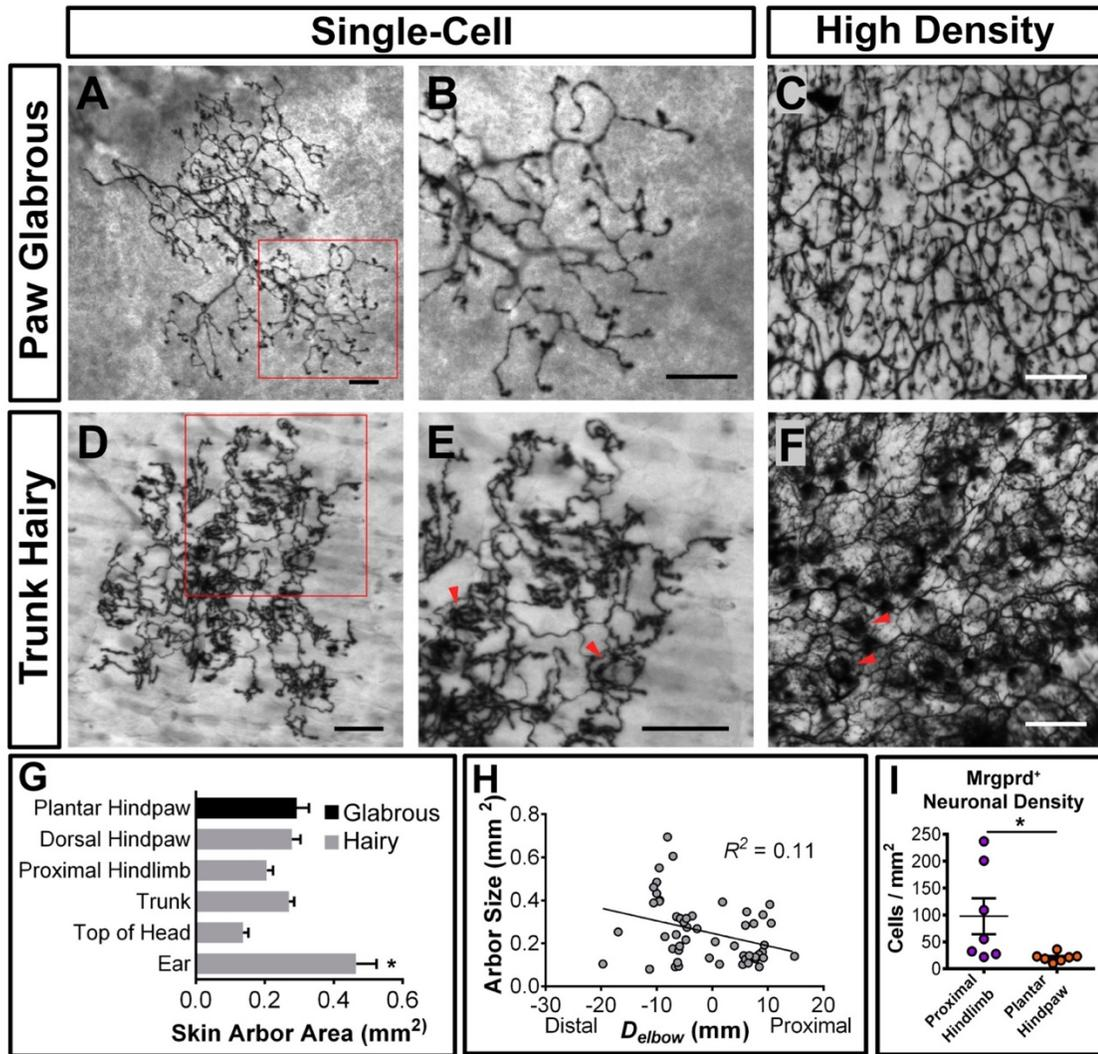 Single-Cell
High Density
Paw Glabrous
A
B
C
Trunk Hairy
D
E
F
G
Plantar Hindpaw
Dorsal Hindpaw
Proximal Hindlimb
Trunk
Top of Head
Ear
Glabrous
Hairy
*
0.0 0.2 0.4 0.6
Skin Arbor Area (mm²)
H
Arbor Size (mm ²)
0.8
0.6
0.4
0.2
0.0
R² = 0.11
-30 -20 -10 0 10 20
Distal D_elbow (mm) Proximal
I
Mrgprd⁺
Neuronal Density
*
Cells / mm²
250
200
150
100
50
0
Proximal
Hindlimb
Plantar
Hindpaw